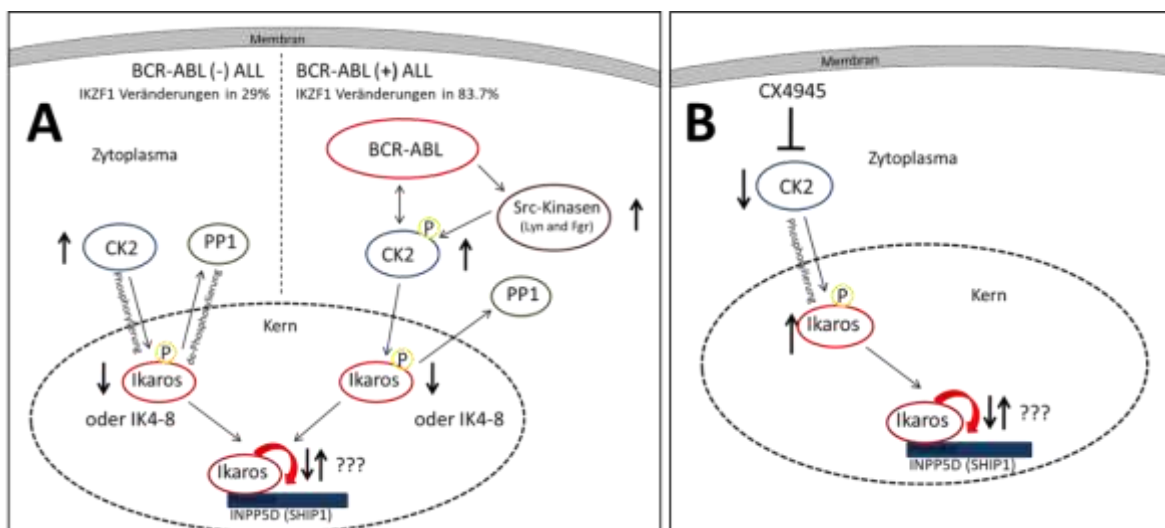 A
Membran
BCR-ABL (-) ALL
IKZF1 Veränderungen in 29%
BCR-ABL (+) ALL
IKZF1 Veränderungen in 83.7%
Zytoplasma
BCR-ABL
Src-Kinasen
(Lyn and Fgr)
P
CK2
PP1
CK2
PP1
Phosphorylierung
de-Phosphorylierung
Kern
P
Ikaros
oder IK4-8
P
Ikaros
oder IK4-8
Ikaros
???
INPP5D (SHIP1)
B
Membran
CX4945
Zytoplasma
CK2
Phosphorylierung
Kern
P
Ikaros
Ikaros
???
INPP5D (SHIP1)